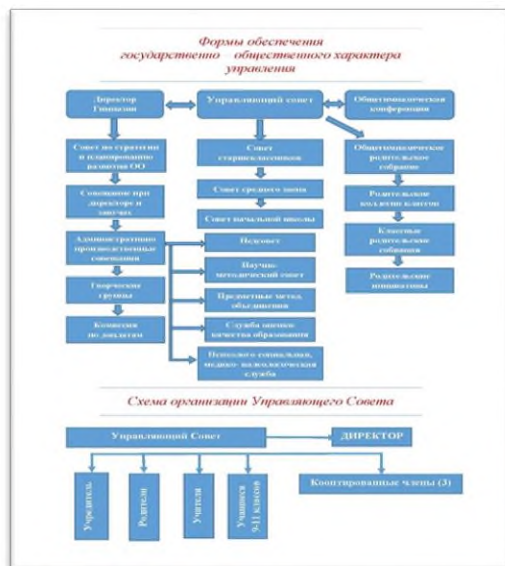 Формы обеспечения
государственно общественного характера
управления
Директор
Гимназии
Управляющий совет
Общегимназическая
конференция
Совет по стратегии
и планированию
развития ОО
Совещание при
директоре и
завучах
Административно
производственные
совещания
Творческие
группы
Комиссия
по доплатам
Совет
старшеклассников
Совет среднего звена
Совет начальной школы
Педсовет
Научно-
методический совет
Предметные метод.
объединения
Служба оценки
качества образования
Психолого социальная,
медико- валеологическая
служба
Общегимназическое
родительское
собрание
Родительские
коллегии классов
Классные
родительские
собрания
Родительские
инициативы
Схема организации Управляющего Совета
Управляющий Совет
ДИРЕКТОР
Учредитель
Родители
Учителя
Учащиеся
9-11 классов
Кооптированные члены (3)